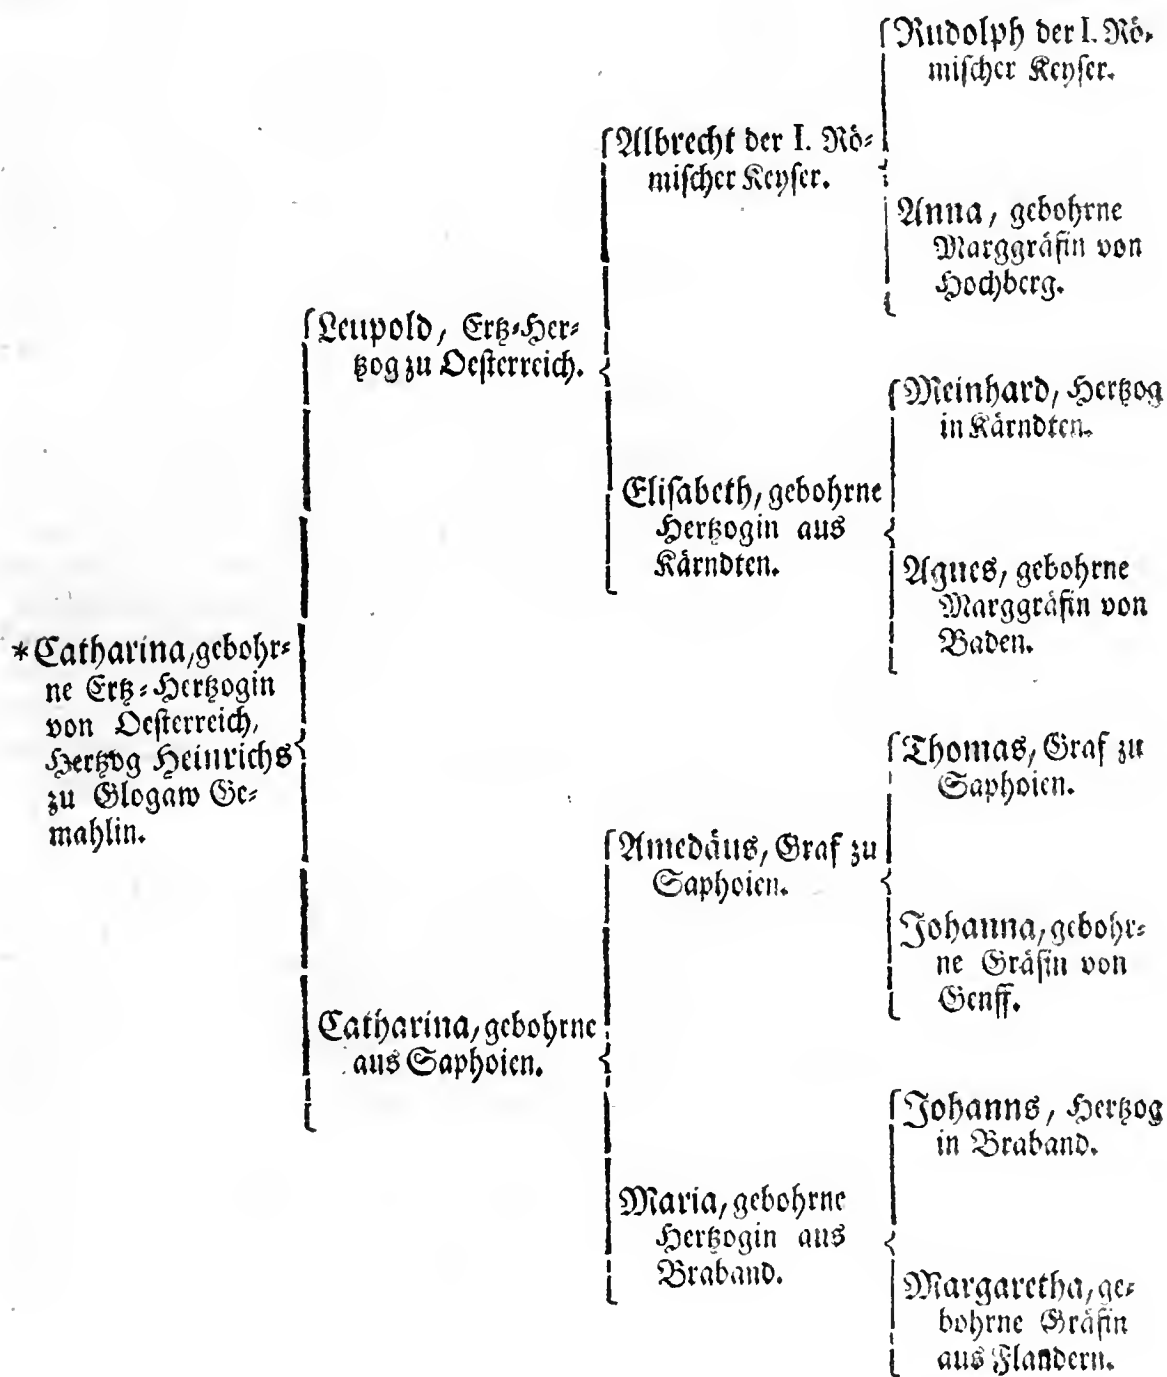 *Catharina, gebohr⸗
ne Ertz⸗Hertzogin
von Oesterreich,
Hertzog Heinrichs
zu Glogaw Ge⸗
mahlin.
Leupold, Ertz⸗Her⸗
tzog zu Oesterreich.
Catharina, gebohrne
aus Saphoien.
Albrecht der I. Rö⸗
mischer Keyser.
Elisabeth, gebohrne
Hertzogin aus
Kärndten.
Amedäus, Graf zu
Saphoien.
Maria, gebohrne
Hertzogin aus
Braband.
Rudolph der I. Rö⸗
mischer Keyser.
Anna, gebohrne
Marggräfin von
Hochberg.
Meinhard, Hertzog
in Kärndten.
Agnes, gebohrne
Marggräfin von
Baden.
Thomas, Graf zu
Saphoien.
Johanna, gebohr⸗
ne Gräfin von
Genff.
Johanns, Hertzog
in Braband.
Margaretha, ge⸗
bohrne Gräfin
aus Flandern.